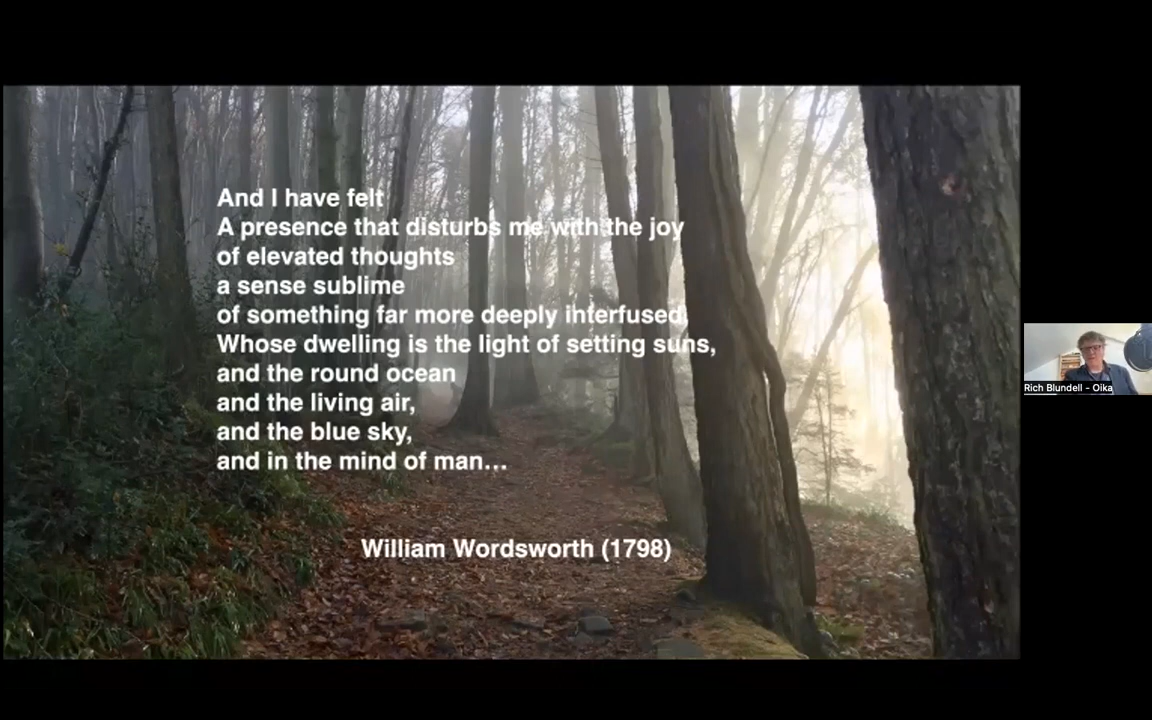 And I have felt
A presence that disturbs me with the joy
of elevated thoughts
a sense sublime
of something far more deeply interfused,
Whose dwelling is the light of setting suns,
and the round ocean
and the living air,
and the blue sky,
and in the mind of man...
William Wordsworth (1798)
Rich Blundell - Oika